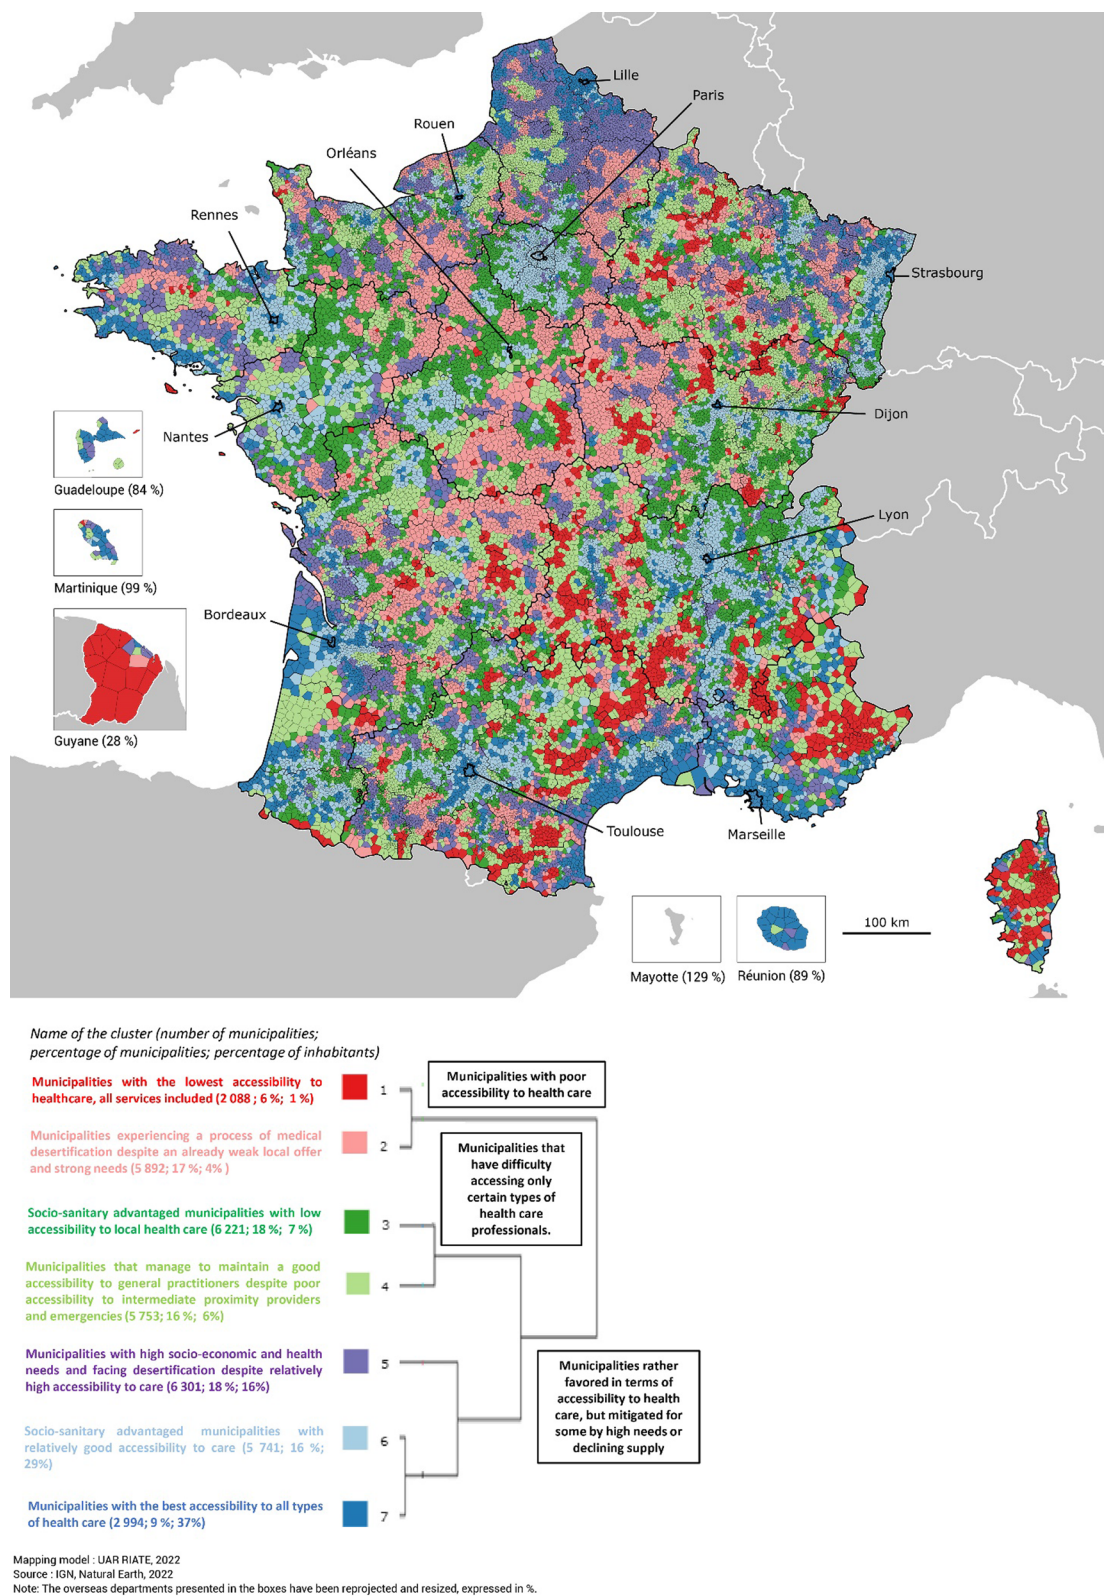 Lille
Paris
Rouen
Orléans
Rennes
Strasbourg
Dijon
Nantes
Guadeloupe (84 %)
Lyon
Martinique (99 %)
Bordeaux
Guyane (28 %)
Toulouse
Marseille
100 km
Mayotte (129 %)
Réunion (89 %)
Name of the cluster (number of municipalities;
percentage of municipalities; percentage of inhabitants)
Municipalities with the lowest accessibility to
healthcare, all services included (2 088 ; 6 %; 1 %)
1
Municipalities with poor
accessibility to health care
Municipalities experiencing a process of medical
desertification despite an already weak local offer
and strong needs (5 892; 17 %; 4% )
2
Municipalities that
have difficulty
accessing only
certain types of
health care
professionals.
Socio-sanitary advantaged municipalities with low
accessibility to local health care (6 221; 18 %; 7 %)
3
Municipalities that manage to maintain a good
accessibility to general practitioners despite poor
accessibility to intermediate proximity providers
and emergencies (5 753; 16 %; 6%)
4
Municipalities with high socio-economic and health
needs and facing desertification despite relatively
high accessibility to care (6 301; 18 %; 16%)
5
Municipalities rather
favored in terms of
accessibility to health
care, but mitigated for
some by high needs or
declining supply
Socio-sanitary advantaged municipalities with
relatively good accessibility to care (5 741; 16 %;
29%)
6
Municipalities with the best accessibility to all types
of health care (2 994; 9 %; 37%)
7
Mapping model : UAR RIATE, 2022
Source : IGN, Natural Earth, 2022
Note: The overseas departments presented in the boxes have been reprojected and resized, expressed in %.